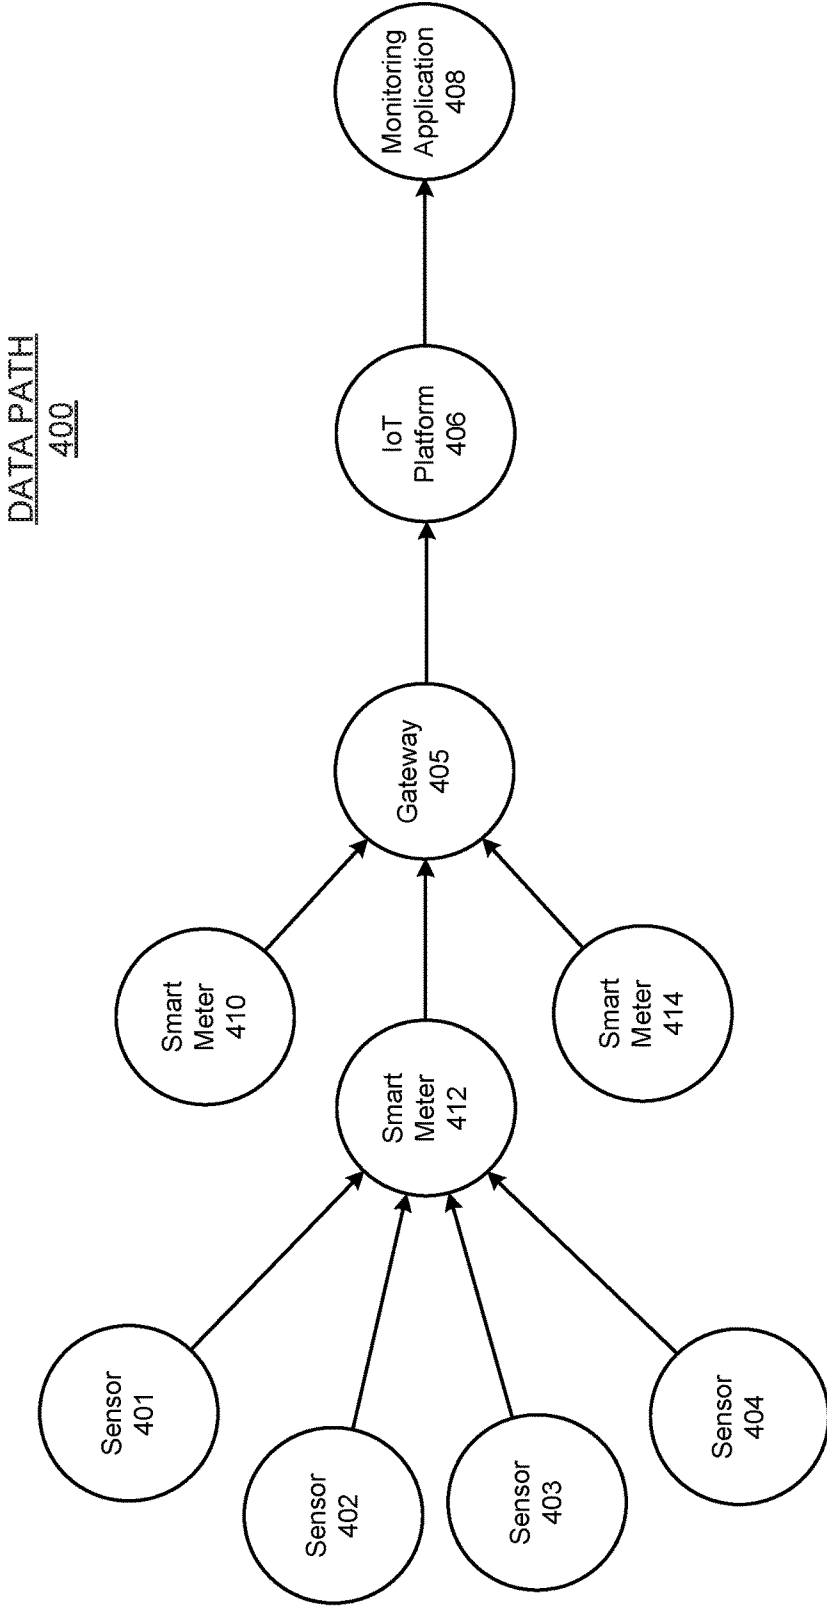 DATA PATH
400
Sensor
401
Sensor
402
Sensor
403
Sensor
404
Smart
Meter
410
Smart
Meter
412
Smart
Meter
414
Gateway
405
IoT
Platform
406
Monitoring
Application
408